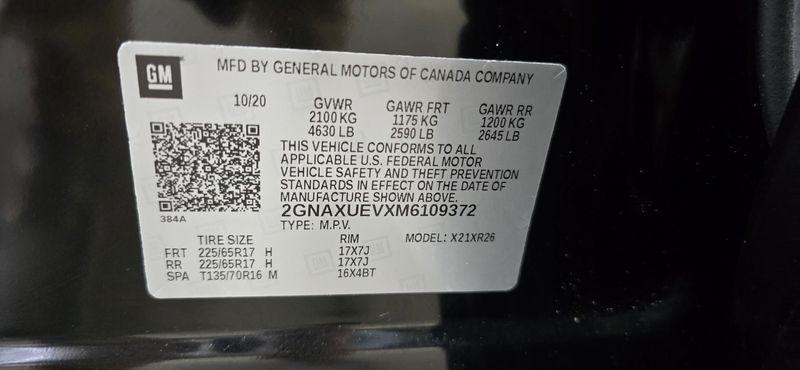 GM MFD BY GENERAL MOTORS OF CANADA COMPANY
10/20 GVWR GAWR FRT GAWR RR
2100 KG 1175 KG 1200 KG
4630 LB 2590 LB 2645 LB
THIS VEHICLE CONFORMS TO ALL
APPLICABLE U.S. FEDERAL MOTOR
VEHICLE SAFETY AND THEFT PREVENTION
STANDARDS IN EFFECT ON THE DATE OF
MANUFACTURE SHOWN ABOVE.
384A 2GNAXUEVXM6109372
TYPE: M.P.V.
TIRE SIZE RIM MODEL: X21XR26
FRT 225/65R17 H 17X7J
RR 225/65R17 H 17X7J
SPA T135/70R16 M 16X4BT